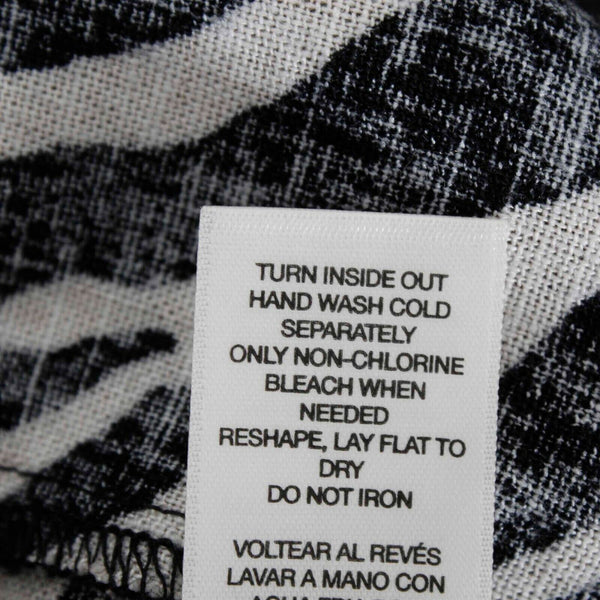 TURN INSIDE OUT
HAND WASH COLD
SEPARATELY
ONLY NON-CHLORINE
BLEACH WHEN
NEEDED
RESHAPE, LAY FLAT TO
DRY
DO NOT IRON
VOLTEAR AL REVÉS
LAVAR A MANO CON
AGUA